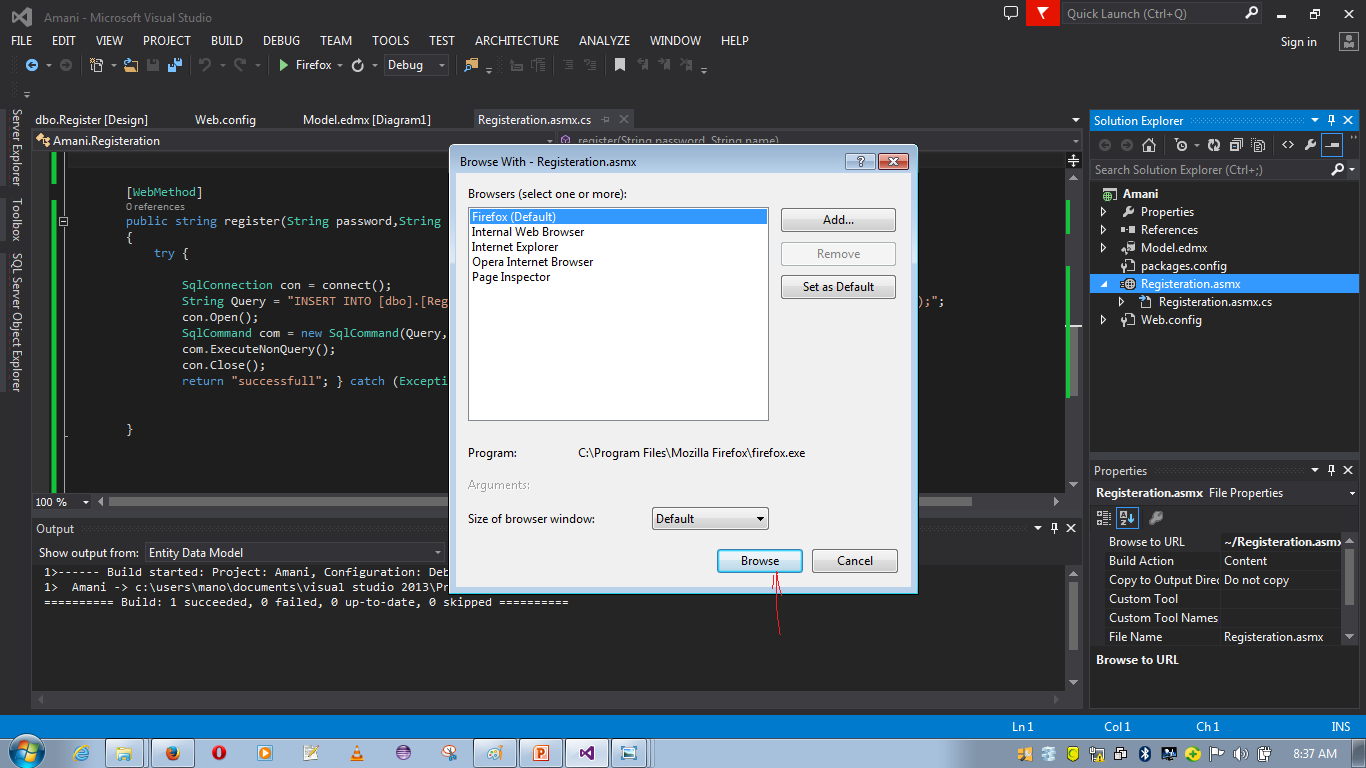 Amani - Microsoft Visual Studio
Quick Launch (Ctrl+Q)
FILE EDIT VIEW PROJECT BUILD DEBUG TEAM TOOLS TEST ARCHITECTURE ANALYZE WINDOW HELP
Sign in
Firefox Debug
Server Explorer
Toolbox
SQL Server Object Explorer
dbo.Register [Design] Web.config Model.edmx [Diagram1] Registeration.asmx.cs
Amani.Registeration
register(String password, String name)
[WebMethod]
0 references
public string register(String password,String
{
try {
SqlConnection con = connect();
String Query = "INSERT INTO [dbo].[Reg );";
con.Open();
SqlCommand com = new SqlCommand(Query,
com.ExecuteNonQuery();
con.Close();
return "successfull"; } catch (Excepti
}
100 %
Browse With - Registeration.asmx
Browsers (select one or more):
Firefox (Default)
Internal Web Browser
Internet Explorer
Opera Internet Browser
Page Inspector
Add...
Remove
Set as Default
Program: C:\Program Files\Mozilla Firefox\firefox.exe
Arguments:
Size of browser window: Default
Browse Cancel
Output
Show output from: Entity Data Model
1>------ Build started: Project: Amani, Configuration: Deb
1> Amani -> c:\users\mano\documents\visual studio 2013\Pr
========== Build: 1 succeeded, 0 failed, 0 up-to-date, 0 skipped ==========
Solution Explorer
Search Solution Explorer (Ctrl+;)
Amani
Properties
References
Model.edmx
packages.config
Registeration.asmx
Registeration.asmx.cs
Web.config
Properties
Registeration.asmx File Properties
Browse to URL ~/Registeration.asmx
Build Action Content
Copy to Output Direc Do not copy
Custom Tool
Custom Tool Names
File Name Registeration.asmx
Browse to URL
Ln 1 Col 1 Ch 1 INS
8:37 AM